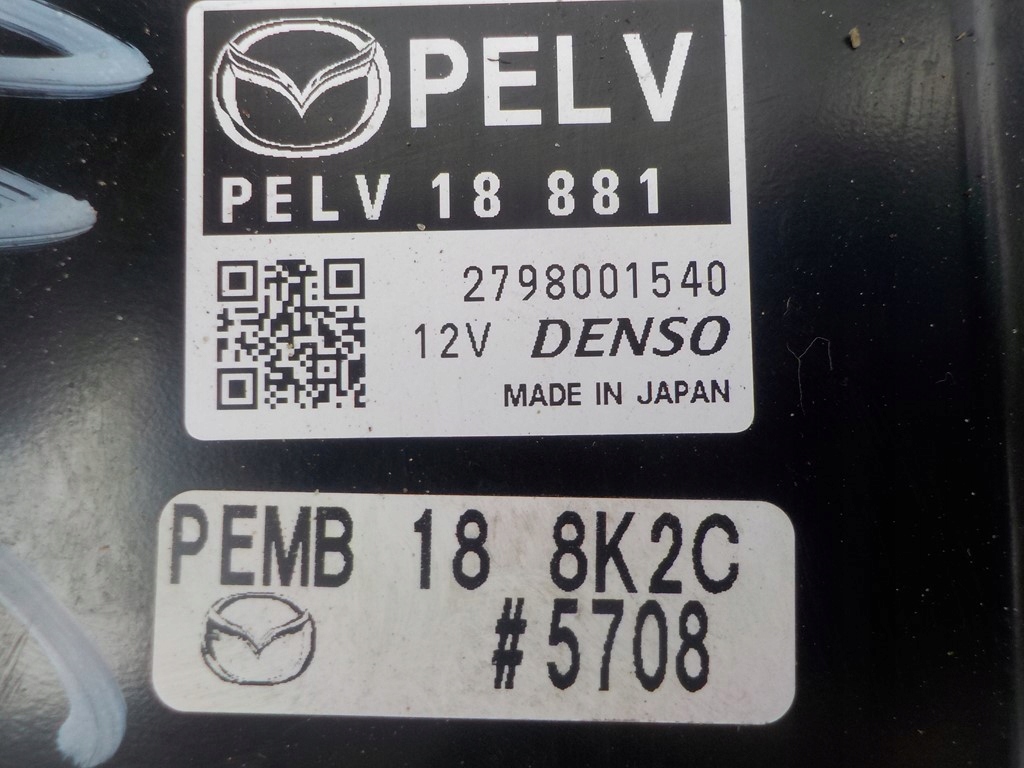 PELV
PELV 18 881
2798001540
12V DENSO
MADE IN JAPAN
PEMB 18 8K2C
#5708